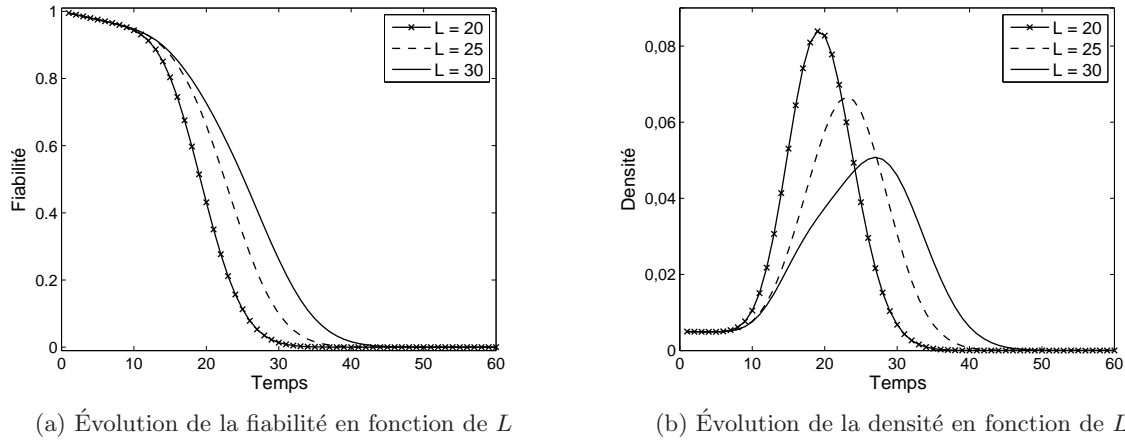 1
0.8
0.6
0.4
0.2
0
0
10
20
30
40
50
60
Fiabilité
Temps
L = 20
L = 25
L = 30
(a) Évolution de la fiabilité en fonction de L
0,08
0,06
0,04
0,02
0
0
10
20
30
40
50
60
Densité
Temps
L = 20
L = 25
L = 30
(b) Évolution de la densité en fonction de L